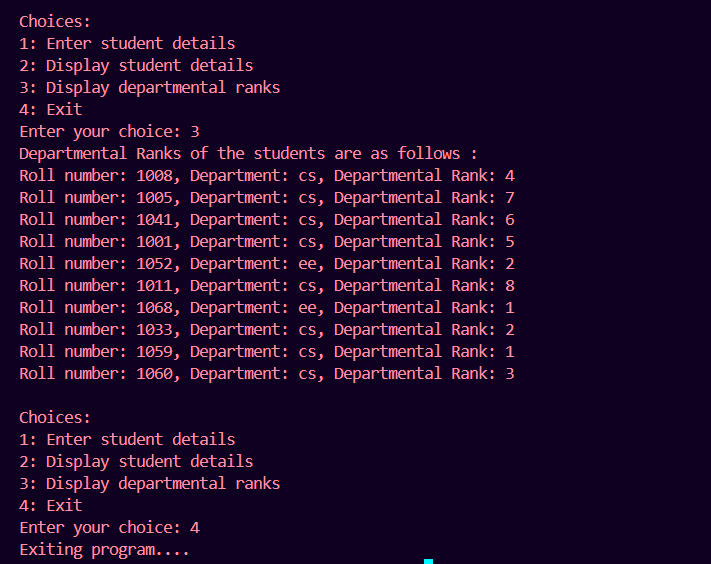 Choices:
1: Enter student details
2: Display student details
3: Display departmental ranks
4: Exit
Enter your choice: 3
Departmental Ranks of the students are as follows :
Roll number: 1008, Department: cs, Departmental Rank: 4
Roll number: 1005, Department: cs, Departmental Rank: 7
Roll number: 1041, Department: cs, Departmental Rank: 6
Roll number: 1001, Department: cs, Departmental Rank: 5
Roll number: 1052, Department: ee, Departmental Rank: 2
Roll number: 1011, Department: cs, Departmental Rank: 8
Roll number: 1068, Department: ee, Departmental Rank: 1
Roll number: 1033, Department: cs, Departmental Rank: 2
Roll number: 1059, Department: cs, Departmental Rank: 1
Roll number: 1060, Department: cs, Departmental Rank: 3

Choices:
1: Enter student details
2: Display student details
3: Display departmental ranks
4: Exit
Enter your choice: 4
Exiting program....